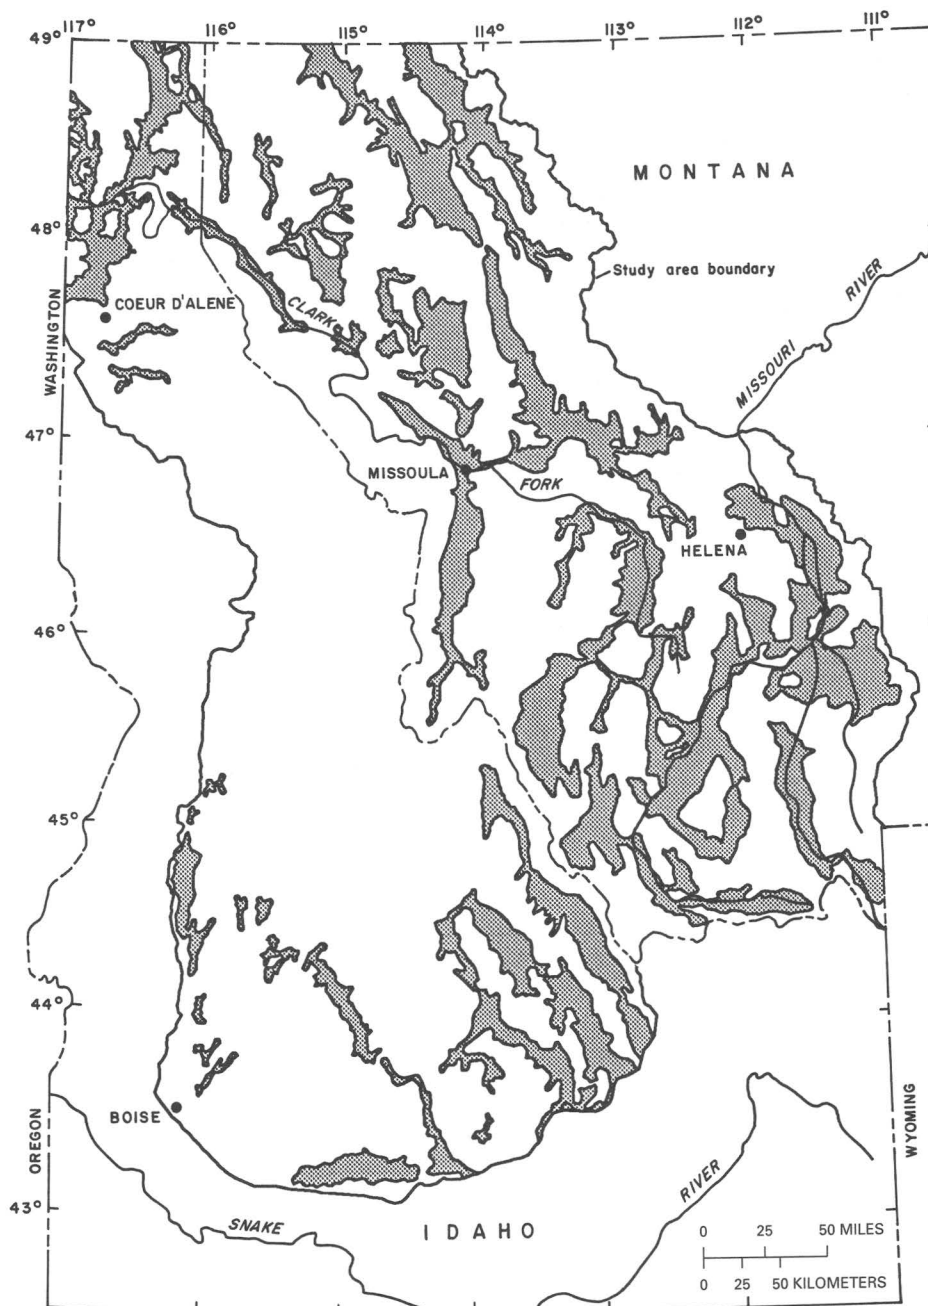 117° 116° 115° 114° 113° 112° 111°
49°
MONTANA
48°
Study area boundary
RIVER
COEUR D'ALENE
CLARK
WASHINGTON
MISSOURI
47°
MISSOULA
FORK
HELENA
46°
45°
44°
BOISE
OREGON
WYOMING
RIVER
43°
SNAKE
IDAHO
0 25 50 MILES
0 25 50 KILOMETERS